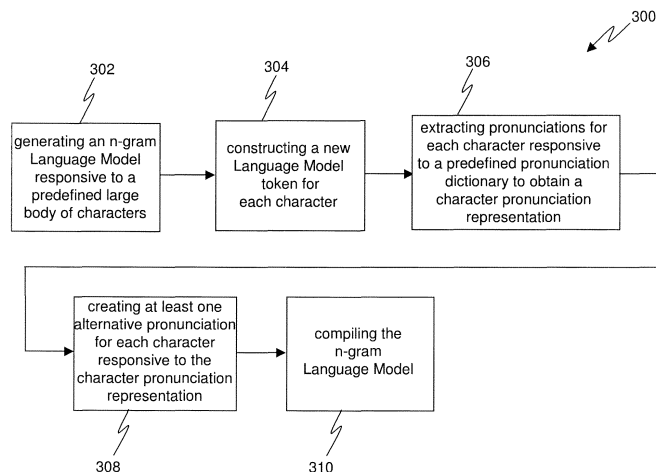 300
302
304
306
generating an n-gram
Language Model
responsive to a
predefined large
body of characters
constructing a new
Language Model
token for
each character
extracting pronunciations for
each character responsive
to a predefined pronunciation
dictionary to obtain a
character pronunciation
representation
creating at least one
alternative pronunciation
for each character
responsive to the
character pronunciation
representation
compiling the
n-gram
Language Model
308
310